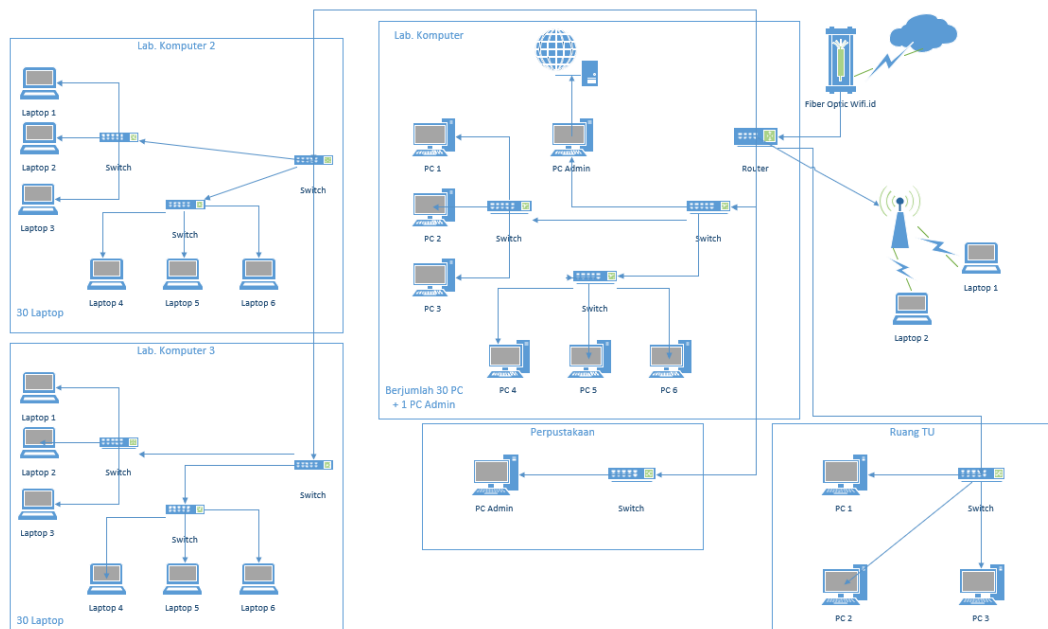 Lab. Komputer 2
Laptop 1
Laptop 2
Switch
Laptop 3
Switch
Switch
Laptop 4
Laptop 5
Laptop 6
30 Laptop
Lab. Komputer 3
Laptop 1
Laptop 2
Switch
Laptop 3
Switch
Switch
Laptop 4
Laptop 5
Laptop 6
30 Laptop
Lab. Komputer
PC 1
PC Admin
PC 2
Switch
Switch
PC 3
Switch
PC 4
PC 5
PC 6
Berjumlah 30 PC
+ 1 PC Admin
Fiber Optic Wifi.id
Router
Laptop 1
Laptop 2
Perpustakaan
PC Admin
Switch
Ruang TU
PC 1
Switch
PC 2
PC 3